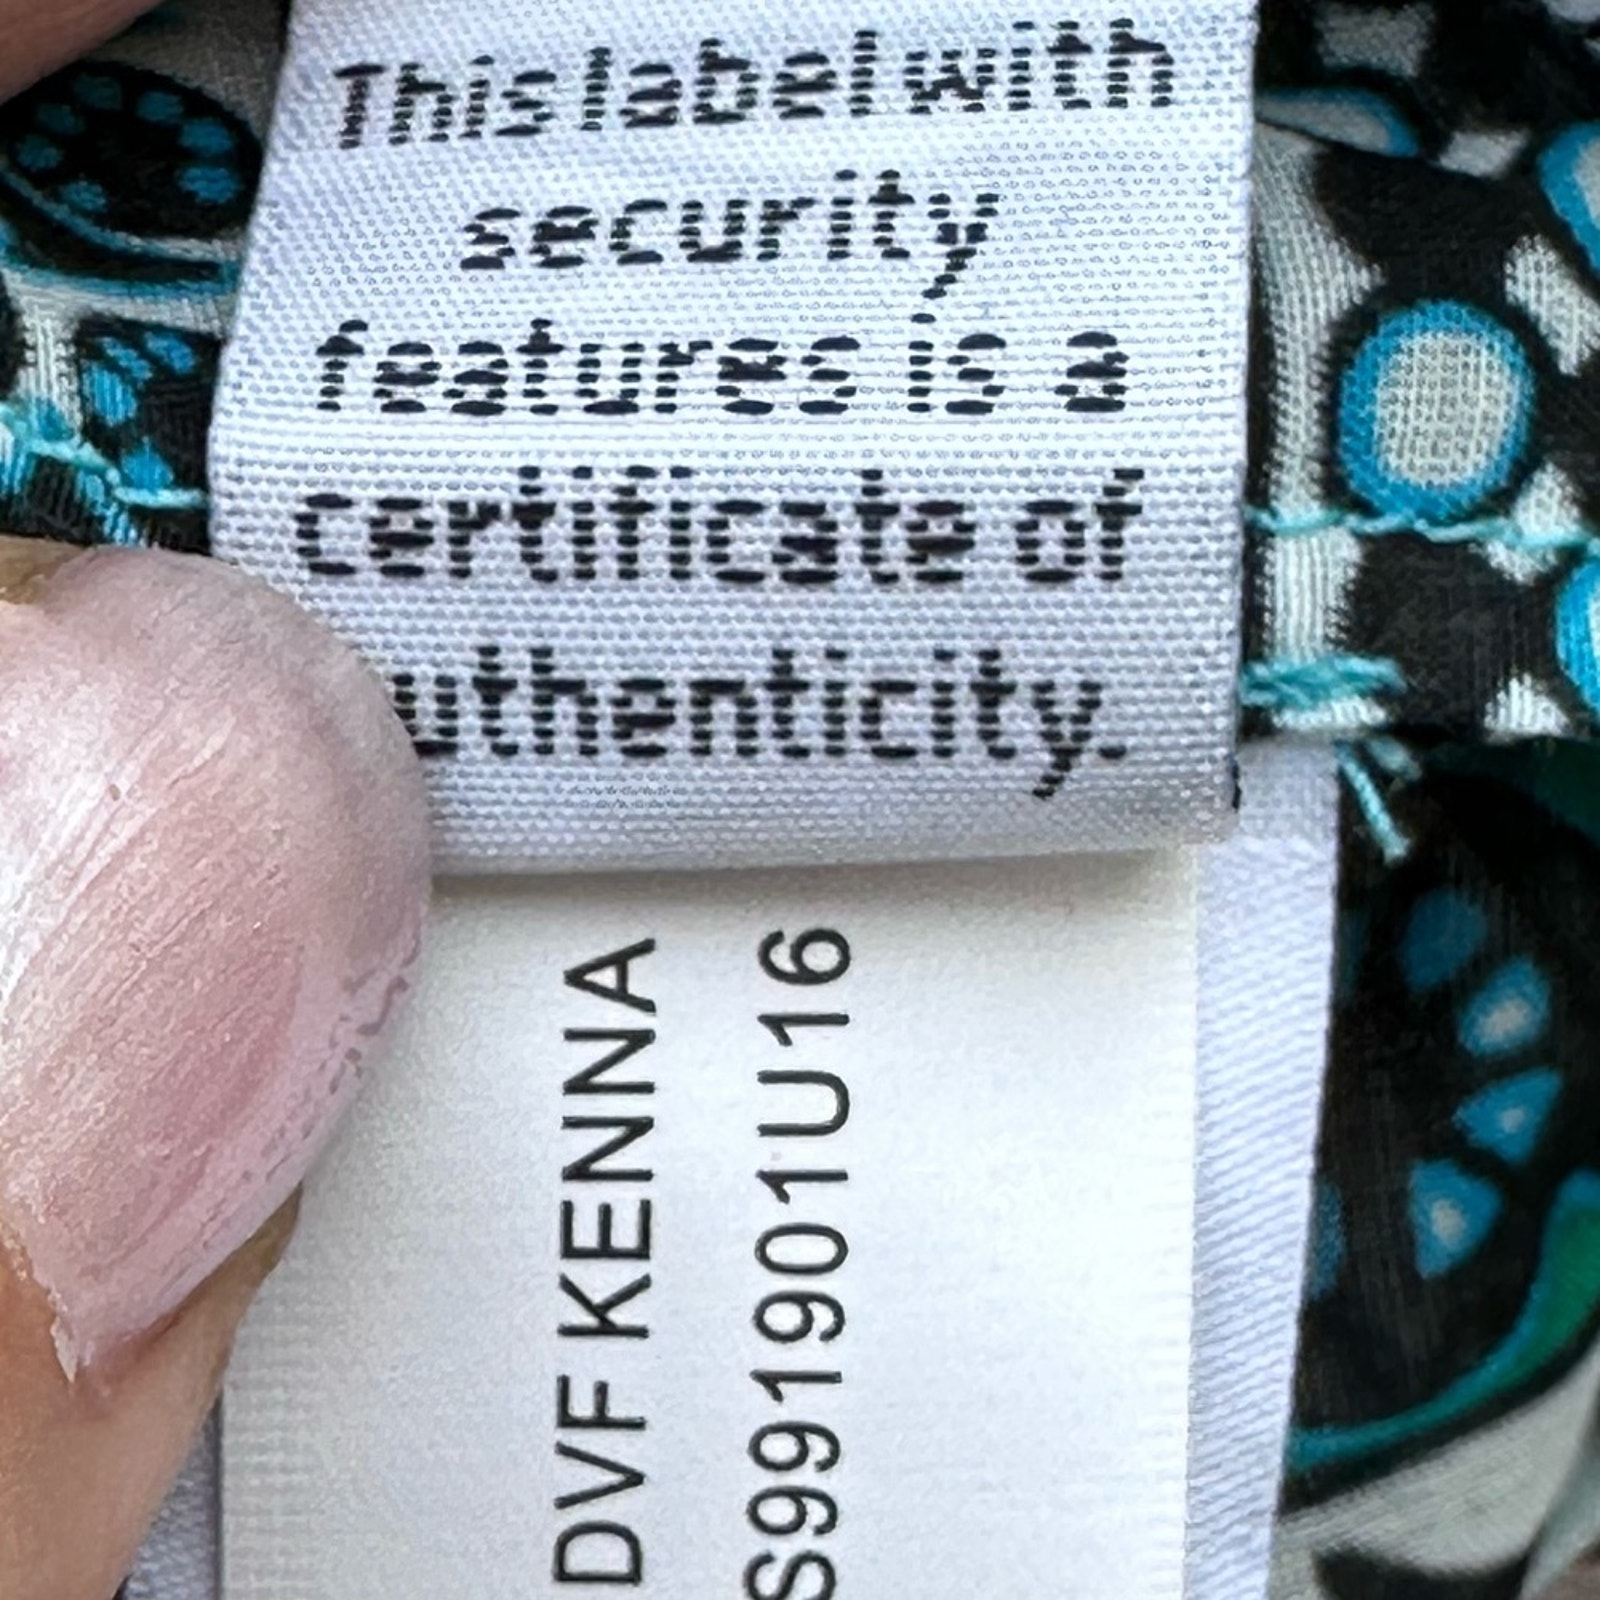 This label with
security
features is a
certificate of
uthenticity.
DVF KENNA
S991901U16